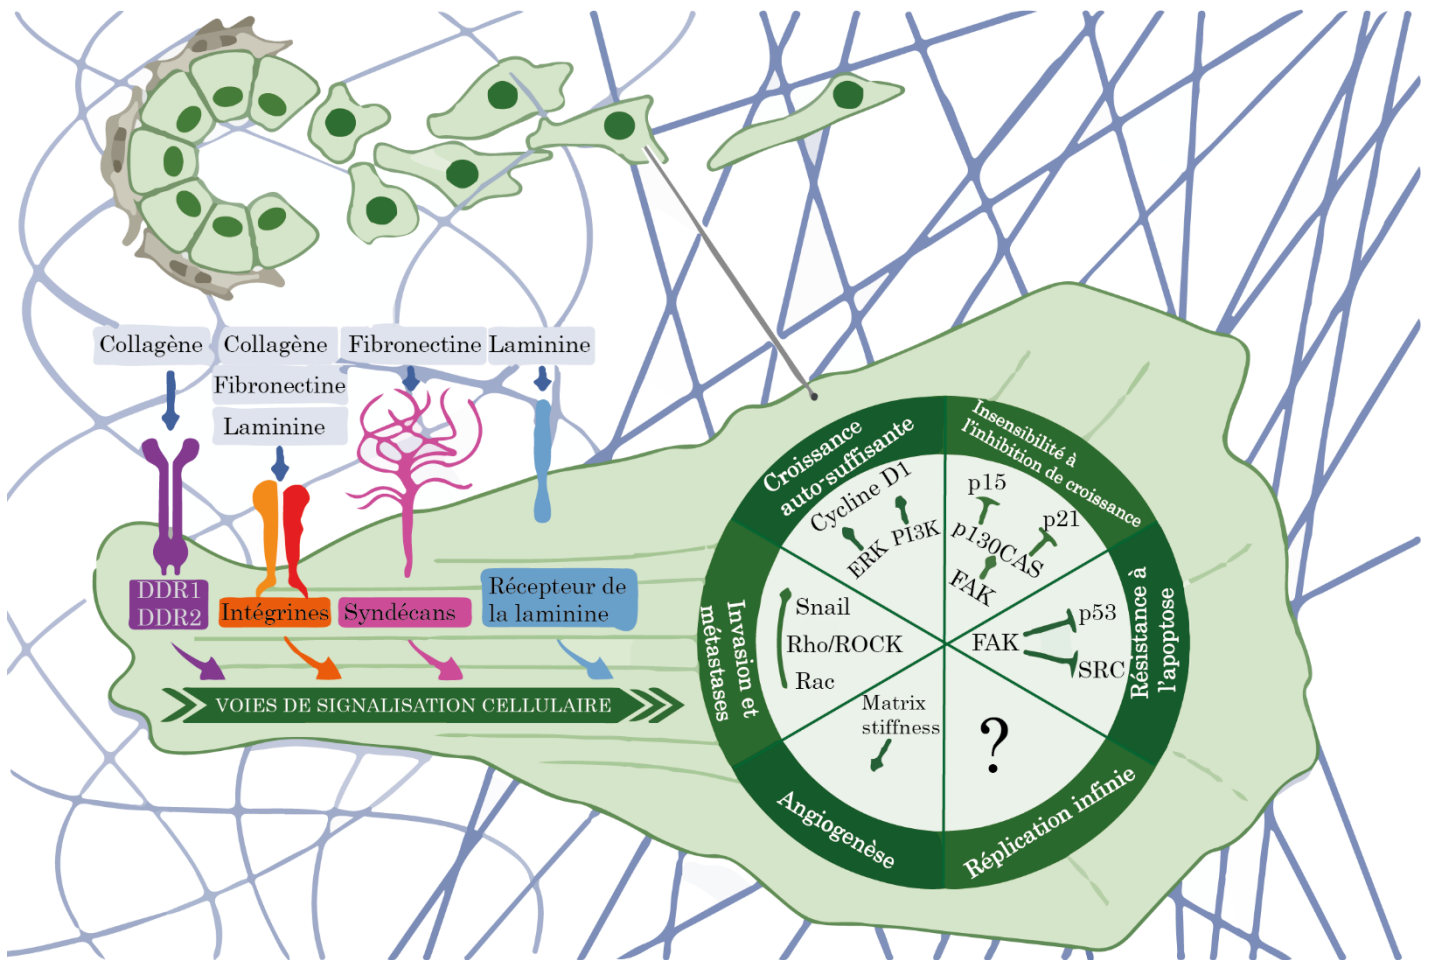 Collagène
Collagène
Fibronectine
Laminine
Fibronectine
Laminine
DDR1
DDR2
Intégrines
Syndécans
Récepteur de
la laminine
VOIES DE SIGNALISATION CELLULAIRE
Croissance
auto-suffisante
Cycline D1
ERK
PI3K
Insensibilité à
l'inhibition de croissance
p15
p21
p130CAS
FAK
Résistance à
l'apoptose
FAK
p53
SRC
Réplication infinie
?
Angiogenèse
Matrix
stiffness
Invasion et
métastases
Snail
Rho/ROCK
Rac